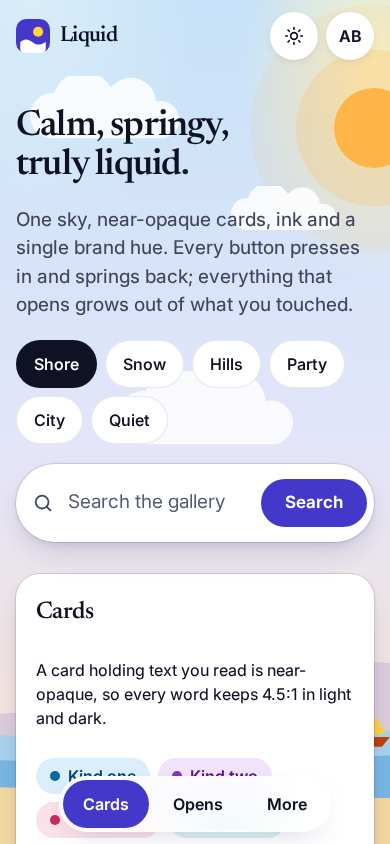 Liquid
AB
Calm, springy,
truly liquid.
One sky, near-opaque cards, ink and a
single brand hue. Every button presses
in and springs back; everything that
opens grows out of what you touched.
Shore
Snow
Hills
Party
City
Quiet
Search the gallery
Search
Cards
A card holding text you read is near-
opaque, so every word keeps 4.5:1 in light
and dark.
Kind one
Kind two
Cards
Opens
More